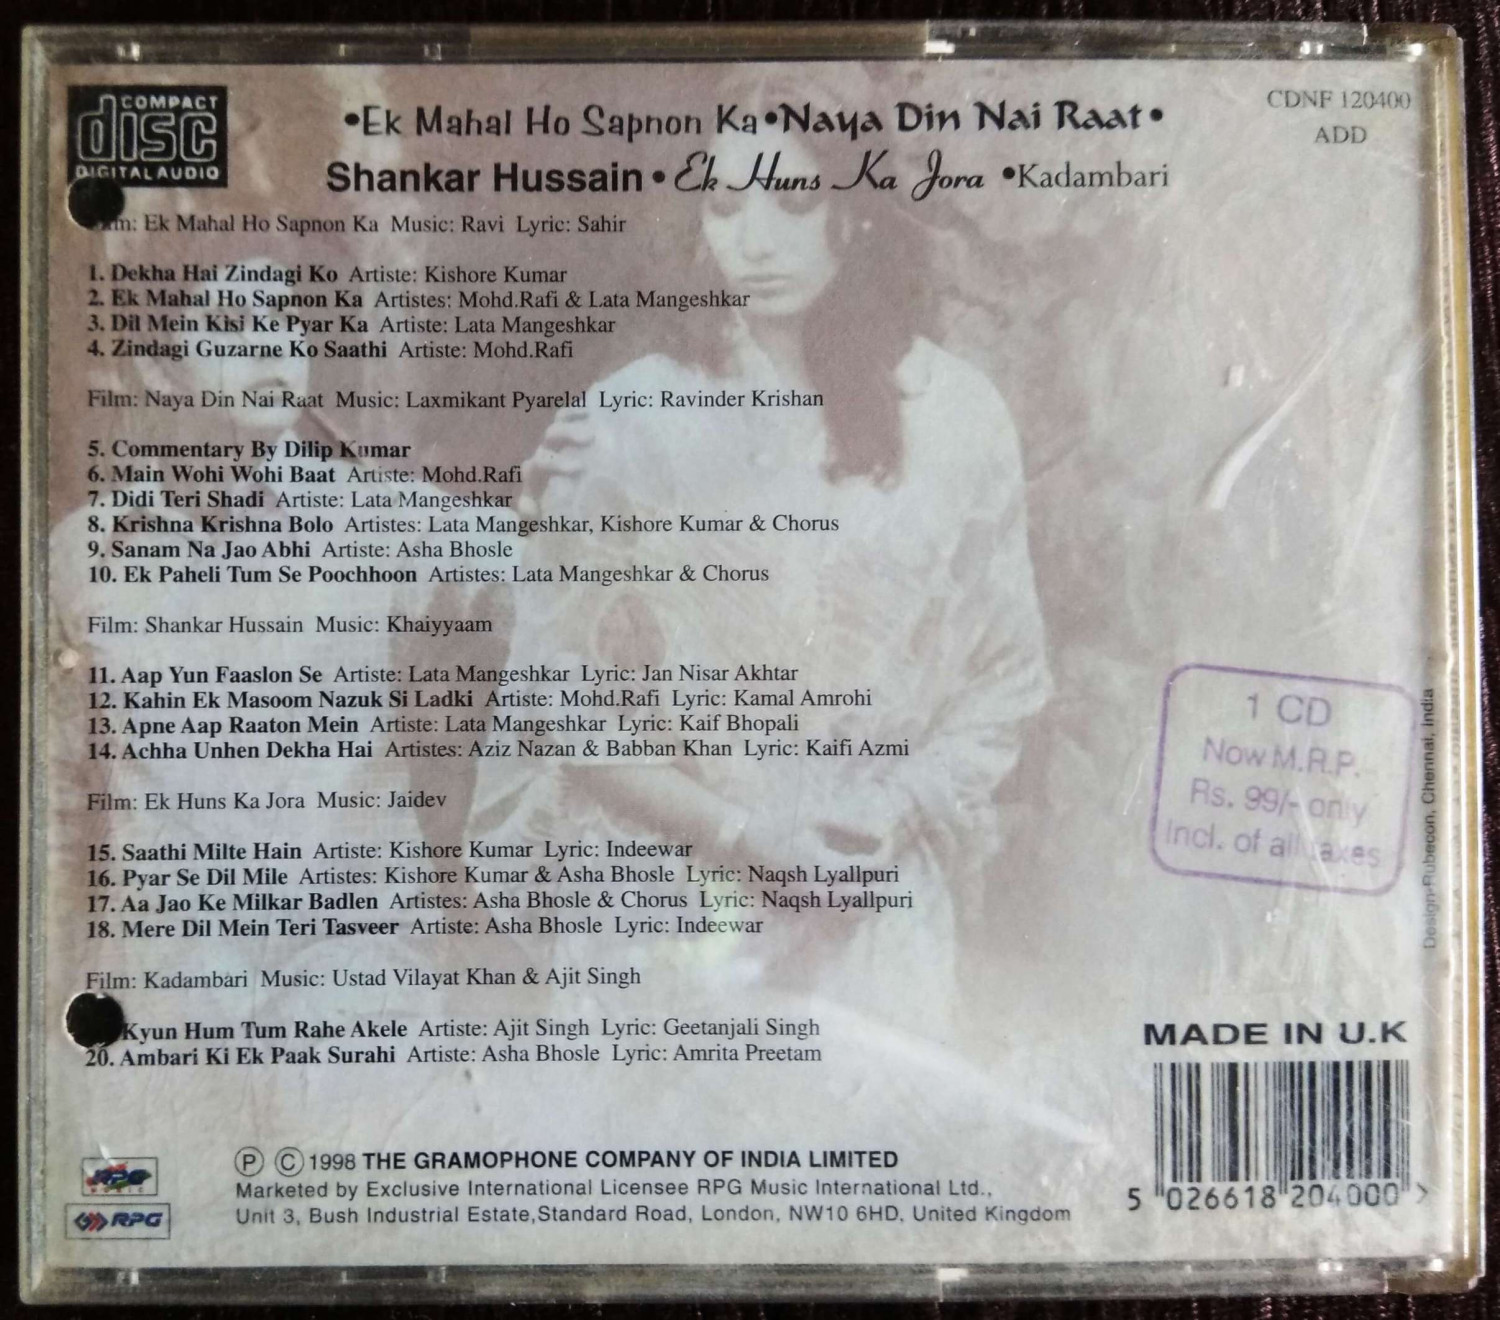 COMPACT
disc
DIGITAL AUDIO
•Ek Mahal Ho Sapnon Ka•Naya Din Nai Raat•
Shankar Hussain•Ek Huns Ka Jora •Kadambari
CDNF 120400
ADD
Ek Mahal Ho Sapnon Ka Music: Ravi Lyric: Sahir
1. Dekha Hai Zindagi Ko Artiste: Kishore Kumar
2. Ek Mahal Ho Sapnon Ka Artistes: Mohd.Rafi & Lata Mangeshkar
3. Dil Mein Kisi Ke Pyar Ka Artiste: Lata Mangeshkar
4. Zindagi Guzarne Ko Saathi Artiste: Mohd.Rafi
Film: Naya Din Nai Raat Music: Laxmikant Pyarelal Lyric: Ravinder Krishan
5. Commentary By Dilip Kumar
6. Main Wohi Wohi Baat Artiste: Mohd.Rafi
7. Didi Teri Shadi Artiste: Lata Mangeshkar
8. Krishna Krishna Bolo Artistes: Lata Mangeshkar, Kishore Kumar & Chorus
9. Sanam Na Jao Abhi Artiste: Asha Bhosle
10. Ek Paheli Tum Se Poochhoon Artistes: Lata Mangeshkar & Chorus
Film: Shankar Hussain Music: Khaiyyaam
11. Aap Yun Faaslon Se Artiste: Lata Mangeshkar Lyric: Jan Nisar Akhtar
12. Kahin Ek Masoom Nazuk Si Ladki Artiste: Mohd.Rafi Lyric: Kamal Amrohi
13. Apne Aap Raaton Mein Artiste: Lata Mangeshkar Lyric: Kaif Bhopali
14. Achha Unhen Dekha Hai Artistes: Aziz Nazan & Babban Khan Lyric: Kaifi Azmi
Film: Ek Huns Ka Jora Music: Jaidev
15. Saathi Milte Hain Artiste: Kishore Kumar Lyric: Indeewar
16. Pyar Se Dil Mile Artistes: Kishore Kumar & Asha Bhosle Lyric: Naqsh Lyallpuri
17. Aa Jao Ke Milkar Badlen Artistes: Asha Bhosle & Chorus Lyric: Naqsh Lyallpuri
18. Mere Dil Mein Teri Tasveer Artiste: Asha Bhosle Lyric: Indeewar
Film: Kadambari Music: Ustad Vilayat Khan & Ajit Singh
Kyun Hum Tum Rahe Akele Artiste: Ajit Singh Lyric: Geetanjali Singh
20. Ambari Ki Ek Paak Surahi Artiste: Asha Bhosle Lyric: Amrita Preetam
1 CD
Now M.R.P.
Rs. 99/- only
Incl. of all taxes
Design-Rubecon, Chennai, India
MADE IN U.K
5 026618 204000 >
RPG
MUSIC
RPG
Ⓟ Ⓒ 1998 THE GRAMOPHONE COMPANY OF INDIA LIMITED
Marketed by Exclusive International Licensee RPG Music International Ltd.,
Unit 3, Bush Industrial Estate,Standard Road, London, NW10 6HD, United Kingdom